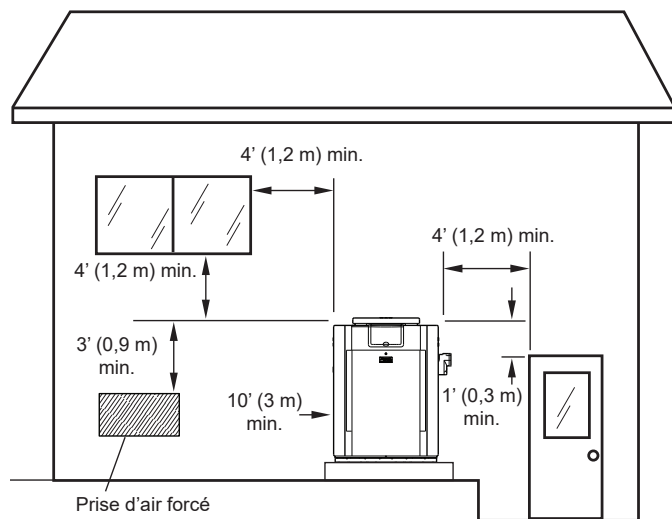 4’ (1,2 m) min.
4’ (1,2 m) min.
4’ (1,2 m) min.
3’ (0,9 m)
min.
10’ (3 m)
min.
1’ (0,3 m)
min.
Prise d’air forcé